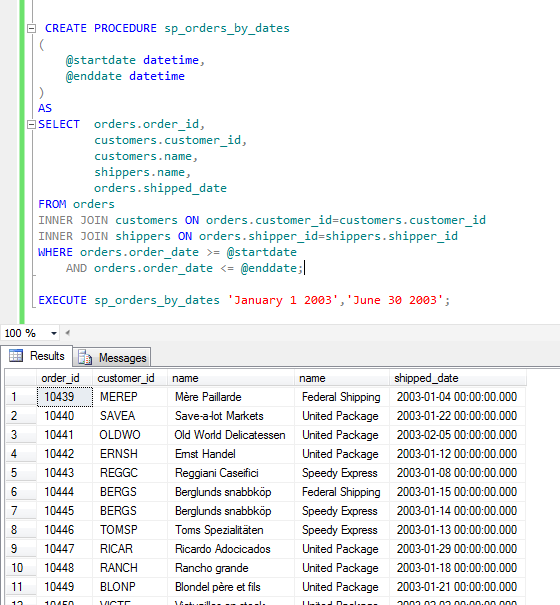 CREATE PROCEDURE sp_orders_by_dates
(
@startdate datetime,
@enddate datetime
)
AS
SELECT orders.order_id,
customers.customer_id,
customers.name,
shippers.name,
orders.shipped_date
FROM orders
INNER JOIN customers ON orders.customer_id=customers.customer_id
INNER JOIN shippers ON orders.shipper_id=shippers.shipper_id
WHERE orders.order_date >= @startdate
AND orders.order_date <= @enddate;
EXECUTE sp_orders_by_dates 'January 1 2003','June 30 2003';
100 %
Results Messages
order_id customer_id name name shipped_date
1 10439 MEREP Mère Paillarde Federal Shipping 2003-01-04 00:00:00.000
2 10440 SAVEA Save-a-lot Markets United Package 2003-01-22 00:00:00.000
3 10441 OLDWO Old World Delicatessen United Package 2003-02-05 00:00:00.000
4 10442 ERNSH Ernst Handel United Package 2003-01-12 00:00:00.000
5 10443 REGGC Reggiani Caseifici Speedy Express 2003-01-08 00:00:00.000
6 10444 BERGS Berglunds snabbköp Federal Shipping 2003-01-15 00:00:00.000
7 10445 BERGS Berglunds snabbköp Speedy Express 2003-01-14 00:00:00.000
8 10446 TOMSP Toms Spezialitäten Speedy Express 2003-01-13 00:00:00.000
9 10447 RICAR Ricardo Adocicados United Package 2003-01-29 00:00:00.000
10 10448 RANCH Rancho grande United Package 2003-01-18 00:00:00.000
11 10449 BLONP Blondel père et fils United Package 2003-01-21 00:00:00.000